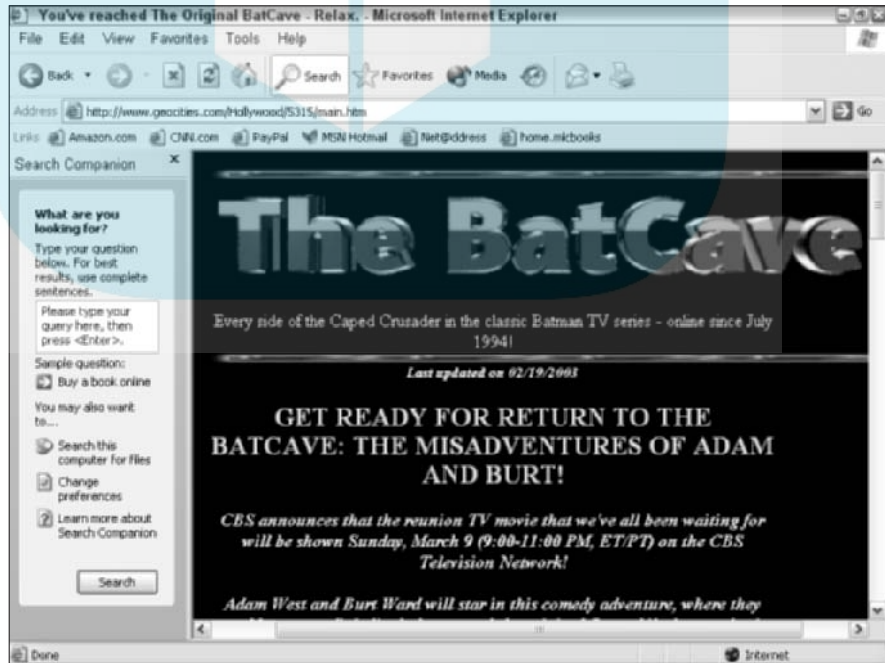 You've reached The Original BatCave - Relax. - Microsoft Internet Explorer
File Edit View Favorites Tools Help
Back Search Favorites Media
Address http://www.geocities.com/Hollywood/5315/main.htm Go
Links Amazon.com CNN.com PayPal MSN Hotmail Net@ddress home.micbooks
Search Companion x
What are you
looking for?
Type your question
below. For best
results, use complete
sentences.
Please type your
query here, then
press <Enter>.
Sample question:
Buy a book online
You may also want
to....
Search this
computer for files
Change
preferences
Learn more about
Search Companion
Search
The BatCave
Every side of the Caped Crusader in the classic Batman TV series - online since July
1994!
Last updated on 02/19/2003
GET READY FOR RETURN TO THE
BATCAVE: THE MISADVENTURES OF ADAM
AND BURT!
CBS announces that the reunion TV movie that we've all been waiting for
will be shown Sunday, March 9 (9:00-11:00 PM, ET/PT) on the CBS
Television Network!
Adam West and Burt Ward will star in this comedy adventure, where they
Done Internet